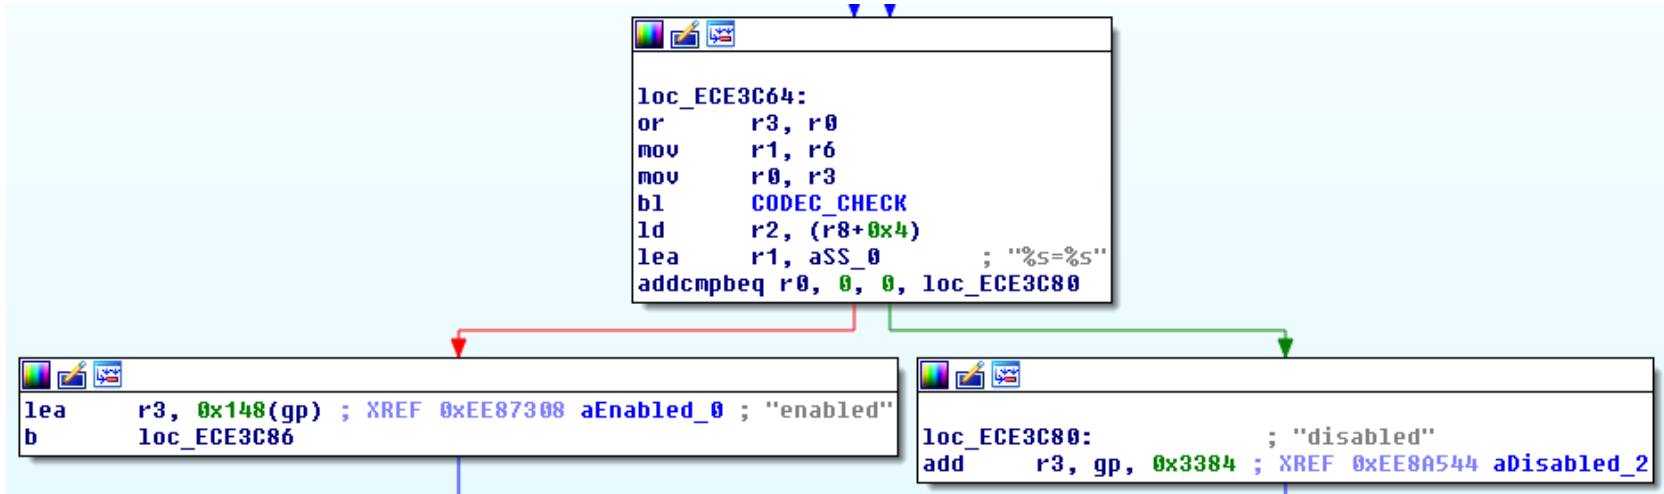 loc_ECE3C64:
or r3, r0
mov r1, r6
mov r0, r3
bl CODEC_CHECK
ld r2, (r8+0x4)
lea r1, aSS_0 ; "%s=%s"
addcmpbeq r0, 0, 0, loc_ECE3C80
lea r3, 0x148(gp) ; XREF 0xEE87308 aEnabled_0 ; "enabled"
b loc_ECE3C86
loc_ECE3C80: ; "disabled"
add r3, gp, 0x3384 ; XREF 0xEE8A544 aDisabled_2